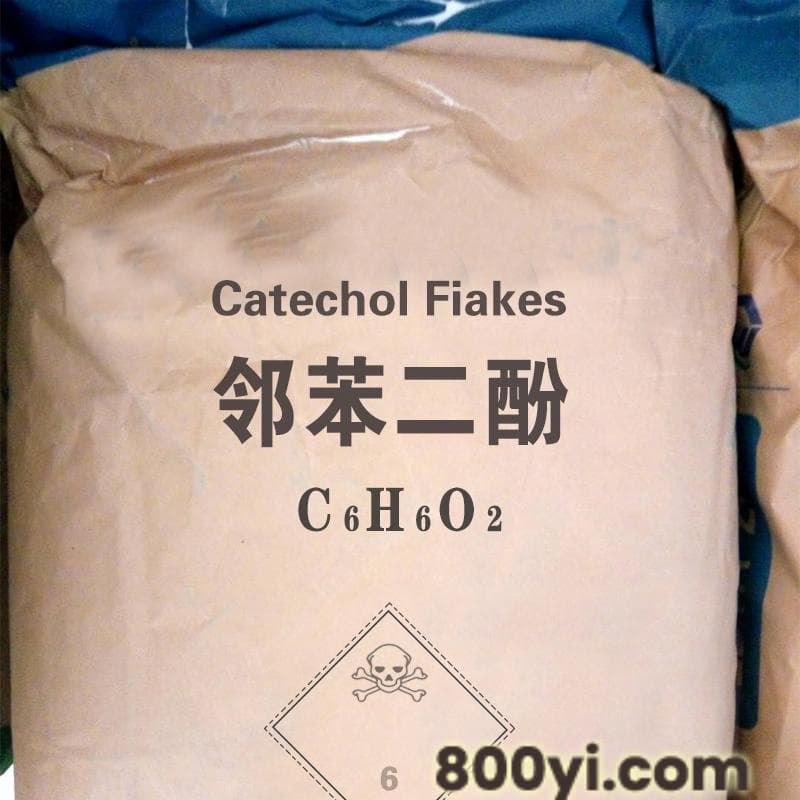 Catechol Fiakes
邻苯二酚
C6H6O2
6
800yi.com